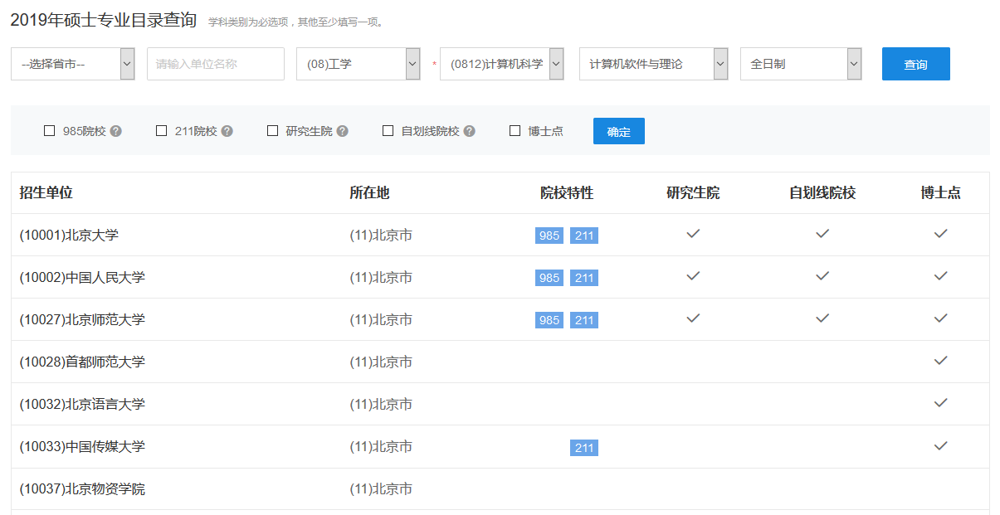 2019年硕士专业目录查询 学科类别为必选项，其他至少填写一项。
--选择省市-- 请输入单位名称 (08)工学 * (0812)计算机科学 计算机软件与理论 全日制 查询
985院校 ? 211院校 ? 研究生院 ? 自划线院校 ? 博士点 确定
招生单位 所在地 院校特性 研究生院 自划线院校 博士点
(10001)北京大学 (11)北京市 985 211 ✓ ✓ ✓
(10002)中国人民大学 (11)北京市 985 211 ✓ ✓ ✓
(10027)北京师范大学 (11)北京市 985 211 ✓ ✓ ✓
(10028)首都师范大学 (11)北京市 ✓
(10032)北京语言大学 (11)北京市 ✓
(10033)中国传媒大学 (11)北京市 211 ✓
(10037)北京物资学院 (11)北京市